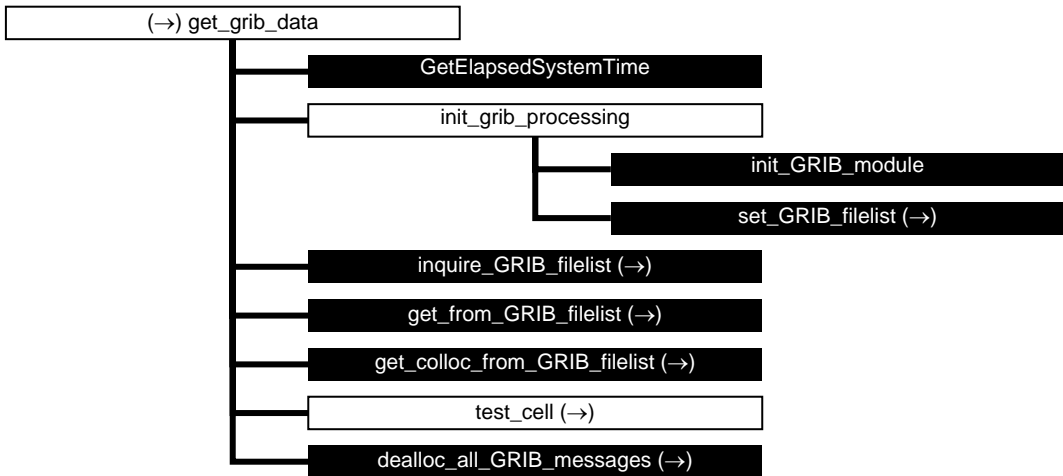 (→) get_grib_data
GetElapsedSystemTime
init_grib_processing
init_GRIB_module
set_GRIB_filelist (→)
inquire_GRIB_filelist (→)
get_from_GRIB_filelist (→)
get_colloc_from_GRIB_filelist (→)
test_cell (→)
dealloc_all_GRIB_messages (→)